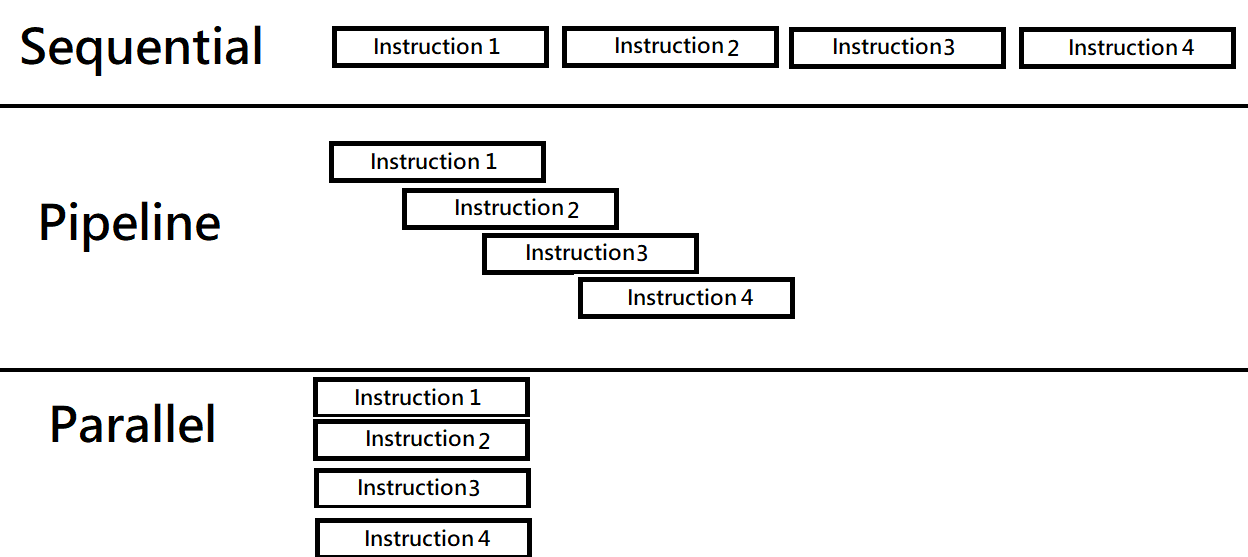 Sequential
Instruction 1
Instruction 2
Instruction3
Instruction 4
Pipeline
Instruction 1
Instruction 2
Instruction3
Instruction 4
Parallel
Instruction 1
Instruction 2
Instruction3
Instruction 4